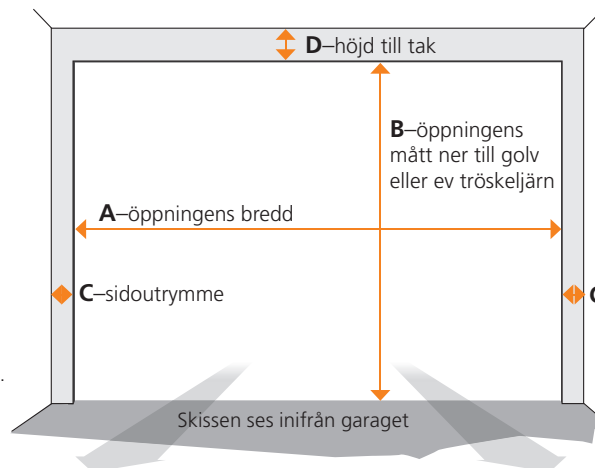 D–höjd till tak
B–öppningens
mått ner till golv
eller ev tröskeljärn
A–öppningens bredd
C–sidoutrymme
.
Skissen ses inifrån garaget